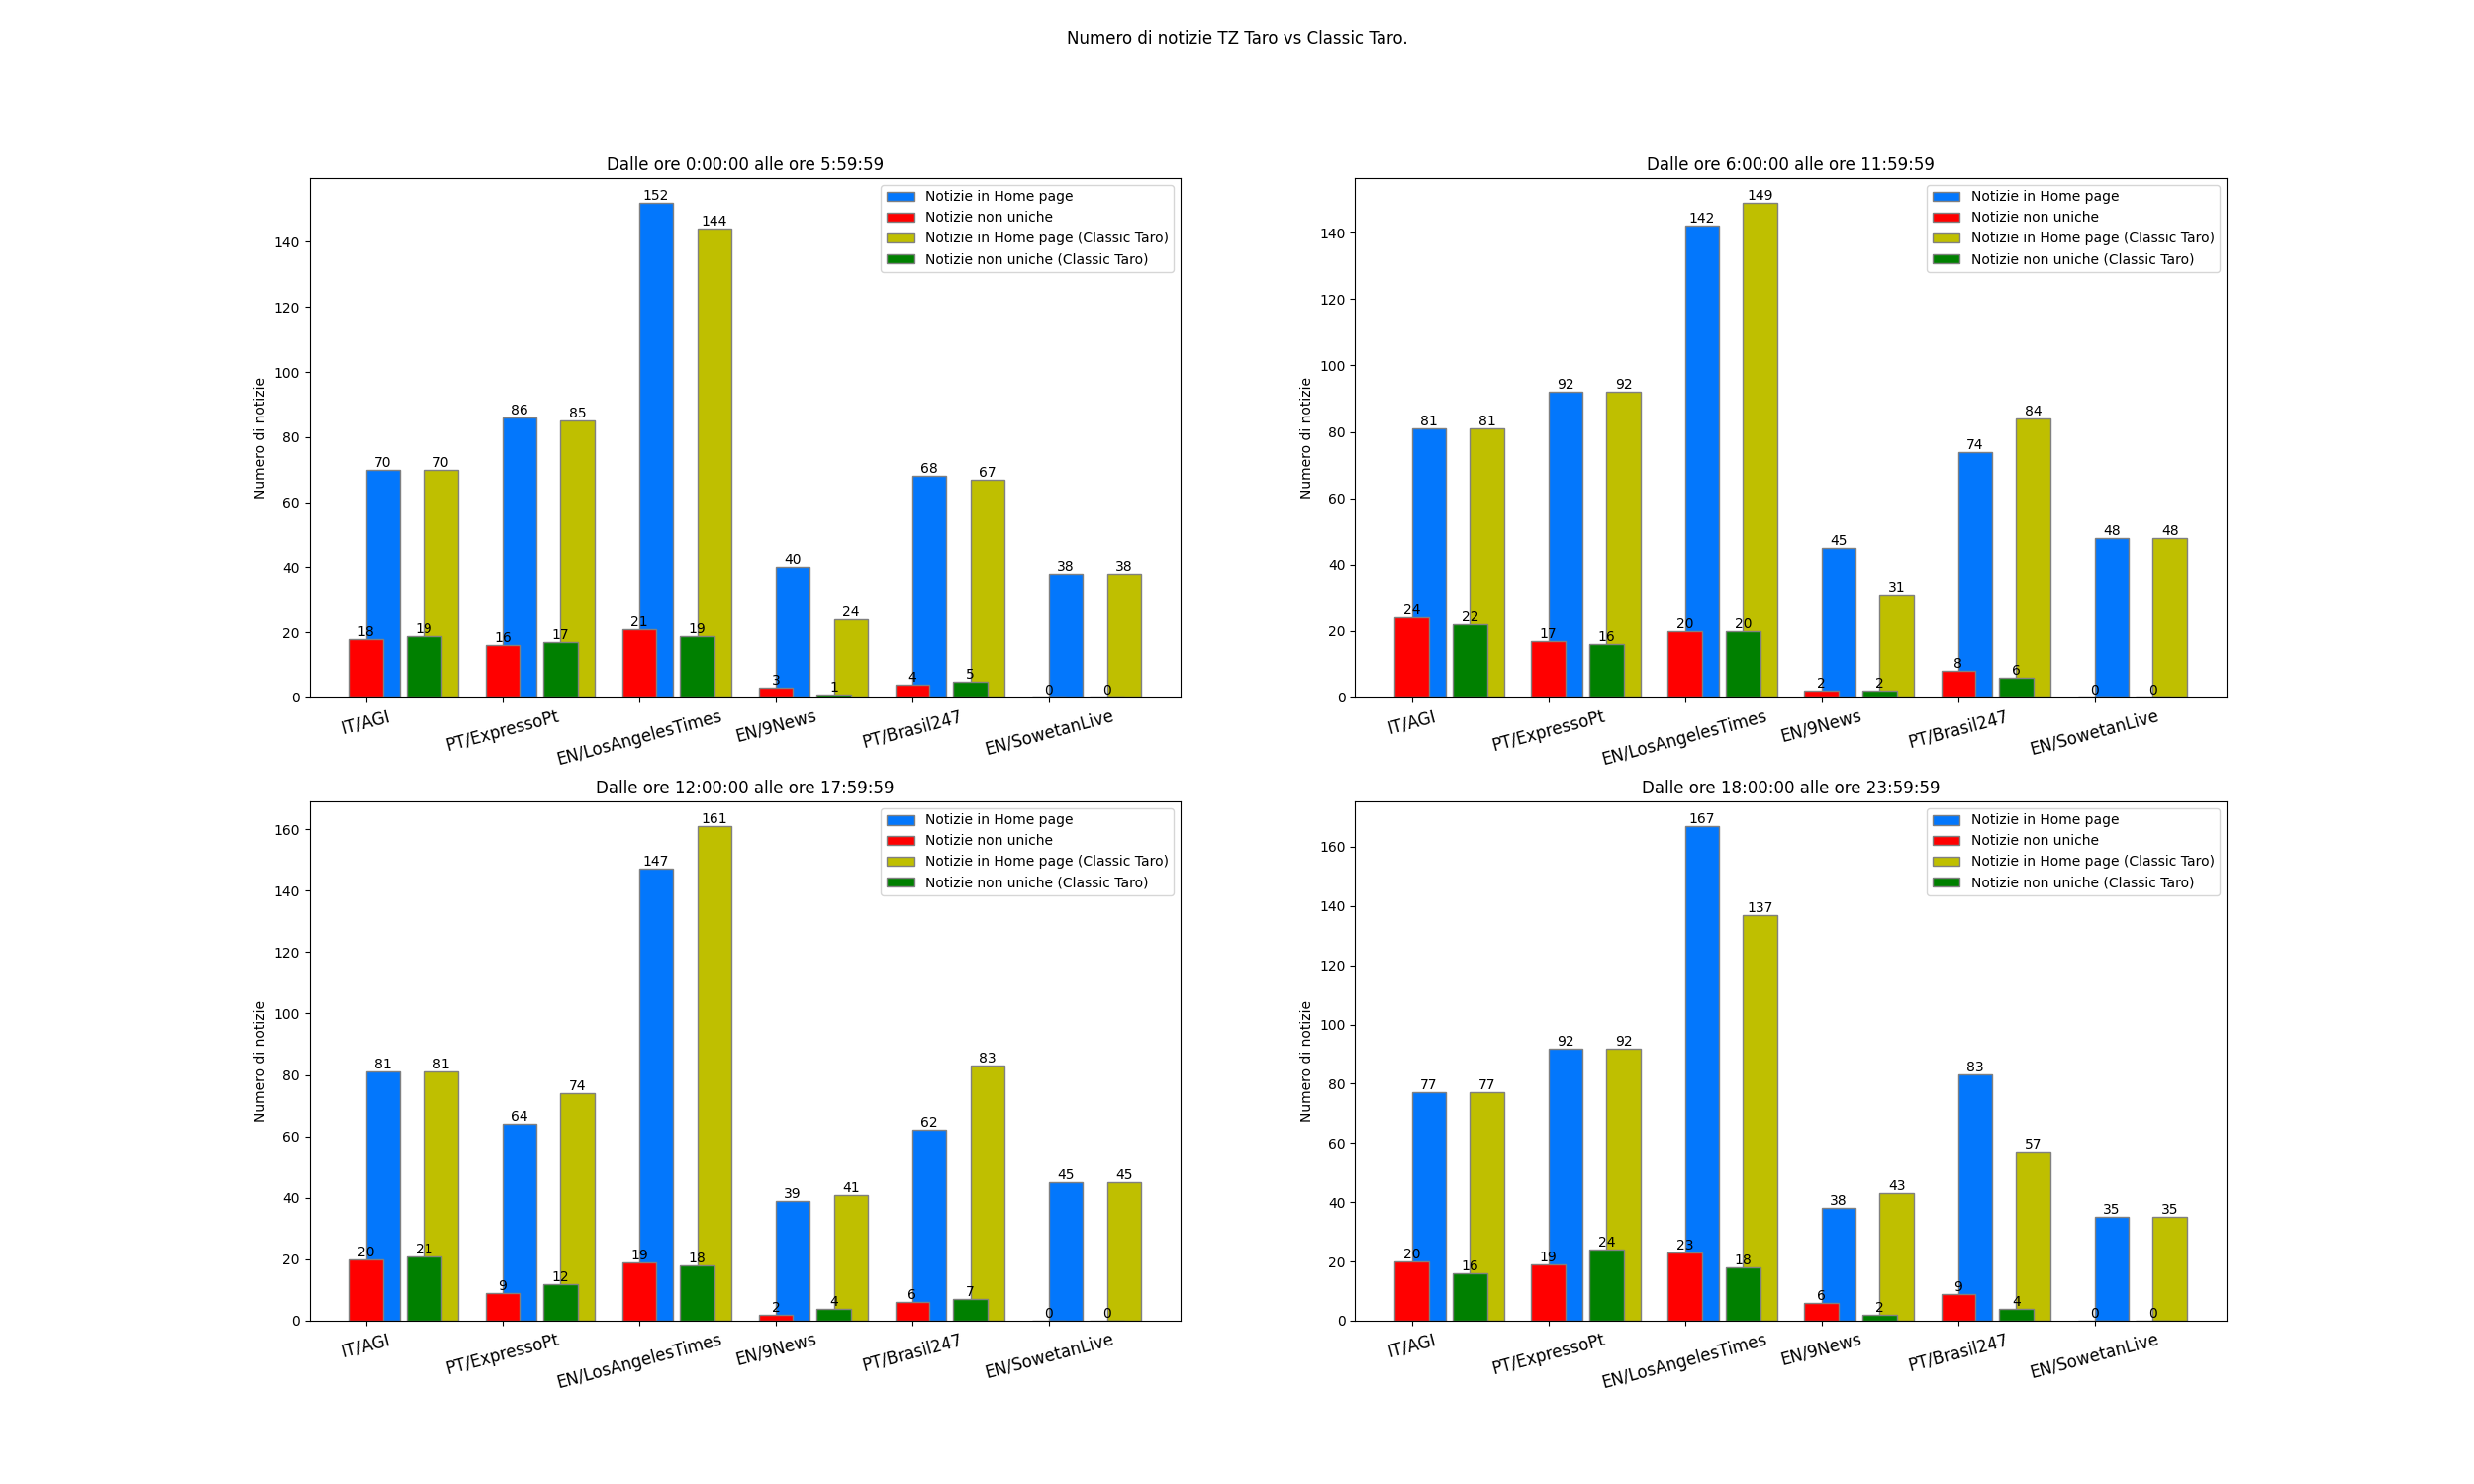 Numero di notizie TZ Taro vs Classic Taro.
Dalle ore 0:00:00 alle ore 5:59:59
Numero di notizie
140
120
100
80
60
40
20
0
Notizie in Home page
Notizie non uniche
Notizie in Home page (Classic Taro)
Notizie non uniche (Classic Taro)
18 70 19 70
16 86 17 85
21 152 19 144
3 40 1 24
4 68 5 67
0 38 0 38
IT/AGI
PT/ExpressoPt
EN/LosAngelesTimes
EN/9News
PT/Brasil247
EN/SowetanLive
Dalle ore 6:00:00 alle ore 11:59:59
Numero di notizie
140
120
100
80
60
40
20
0
Notizie in Home page
Notizie non uniche
Notizie in Home page (Classic Taro)
Notizie non uniche (Classic Taro)
24 81 22 81
17 92 16 92
20 142 20 149
2 45 2 31
8 74 6 84
0 48 0 48
IT/AGI
PT/ExpressoPt
EN/LosAngelesTimes
EN/9News
PT/Brasil247
EN/SowetanLive
Dalle ore 12:00:00 alle ore 17:59:59
Numero di notizie
160
140
120
100
80
60
40
20
0
Notizie in Home page
Notizie non uniche
Notizie in Home page (Classic Taro)
Notizie non uniche (Classic Taro)
20 81 21 81
9 64 12 74
19 147 18 161
2 39 4 41
6 62 7 83
0 45 0 45
IT/AGI
PT/ExpressoPt
EN/LosAngelesTimes
EN/9News
PT/Brasil247
EN/SowetanLive
Dalle ore 18:00:00 alle ore 23:59:59
Numero di notizie
160
140
120
100
80
60
40
20
0
Notizie in Home page
Notizie non uniche
Notizie in Home page (Classic Taro)
Notizie non uniche (Classic Taro)
20 77 16 77
19 92 24 92
23 167 18 137
6 38 2 43
9 83 4 57
0 35 0 35
IT/AGI
PT/ExpressoPt
EN/LosAngelesTimes
EN/9News
PT/Brasil247
EN/SowetanLive